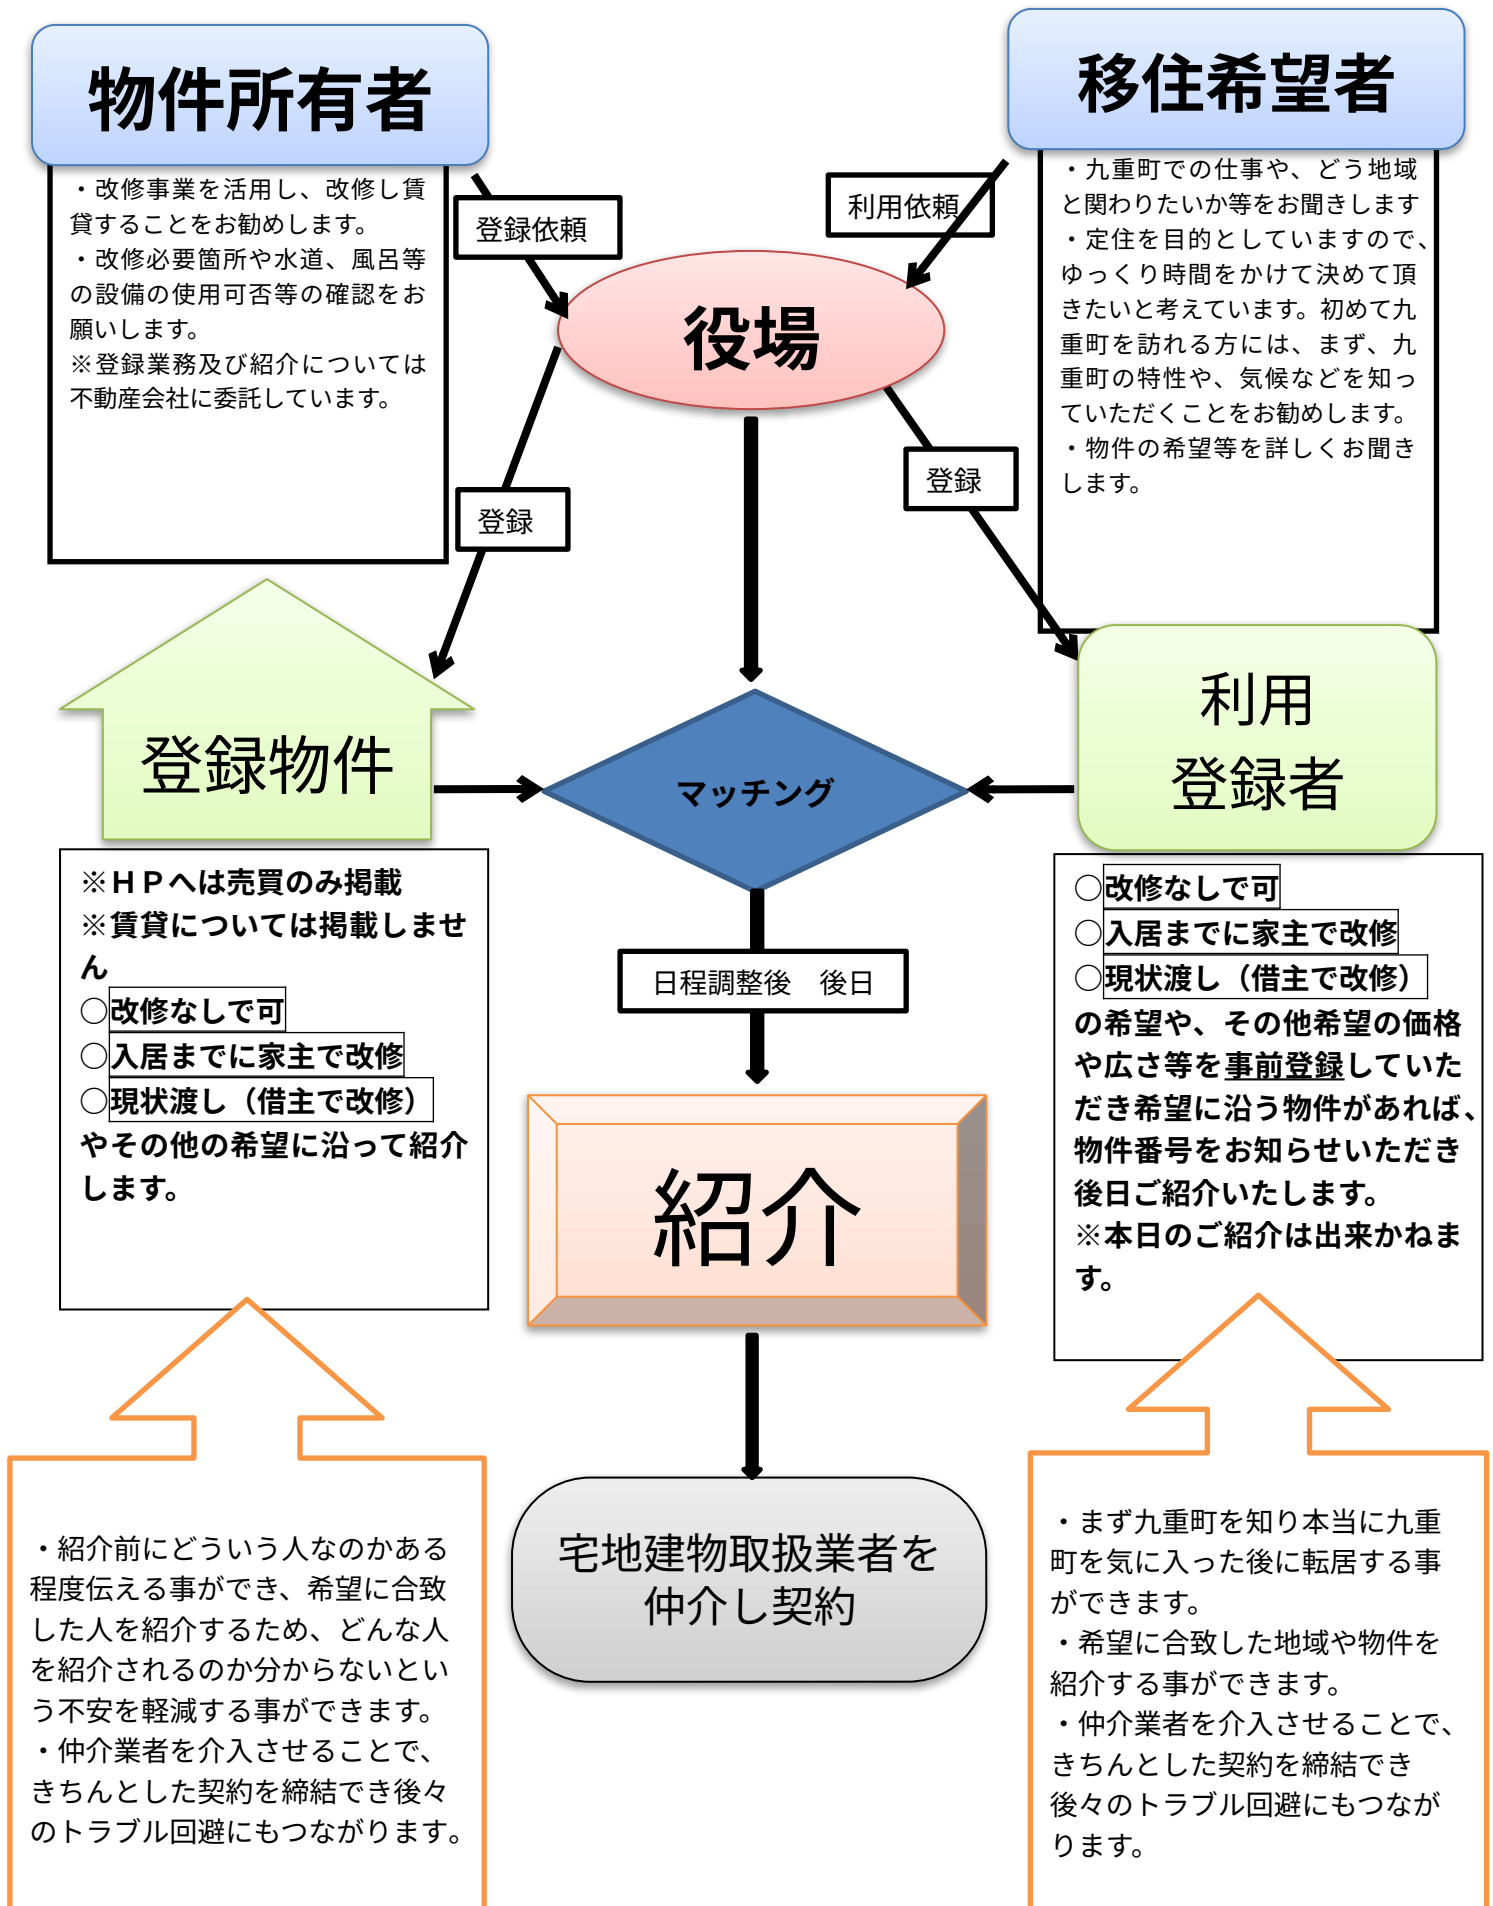 物件所有者
・改修事業を活用し、改修し賃
貸することをお勧めします。
・改修必要箇所や水道、風呂等
の設備の使用可否等の確認をお
願いします。
※登録業務及び紹介については
不動産会社に委託しています。
移住希望者
・九重町での仕事や、どう地域
と関わりたいか等をお聞きします
・定住を目的としていますので、
ゆっくり時間をかけて決めて頂
きたいと考えています。初めて九
重町を訪れる方には、まず、九
重町の特性や、気候などを知っ
ていただくことをお勧めします。
・物件の希望等を詳しくお聞き
します。
登録依頼
利用依頼
役場
登録
登録
登録物件
マッチング
利用
登録者
※ＨＰへは売買のみ掲載
※賃貸については掲載しませ
ん
○改修なしで可
○入居までに家主で改修
○現状渡し（借主で改修）
やその他の希望に沿って紹介
します。
日程調整後　後日
○改修なしで可
○入居までに家主で改修
○現状渡し（借主で改修）
の希望や、その他希望の価格
や広さ等を事前登録していた
だき希望に沿う物件があれば、
物件番号をお知らせいただき
後日ご紹介いたします。
※本日のご紹介は出来かねま
す。
紹介
宅地建物取扱業者を
仲介し契約
・紹介前にどういう人なのかある
程度伝える事ができ、希望に合致
した人を紹介するため、どんな人
を紹介されるのか分からないとい
う不安を軽減する事ができます。
・仲介業者を介入させることで、
きちんとした契約を締結でき後々
のトラブル回避にもつながります。
・まず九重町を知り本当に九重
町を気に入った後に転居する事
ができます。
・希望に合致した地域や物件を
紹介する事ができます。
・仲介業者を介入させることで、
きちんとした契約を締結でき
後々のトラブル回避にもつなが
ります。